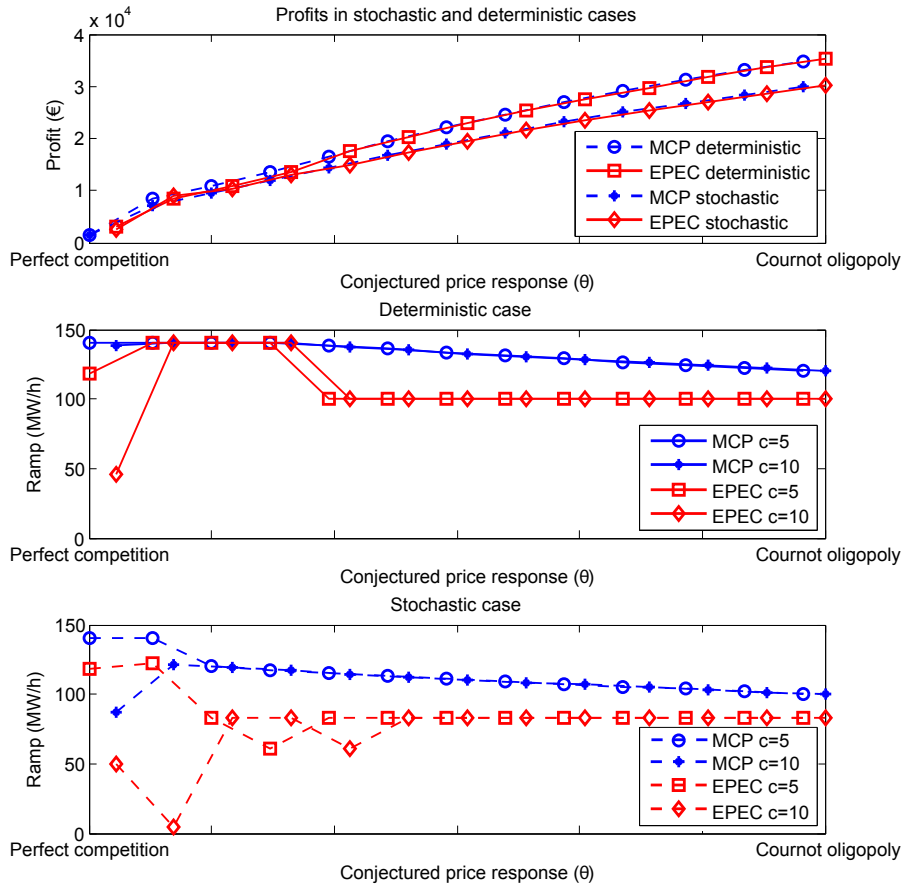 Profits in stochastic and deterministic cases
x 10^4
4
3
2
1
0
Profit (€)
MCP deterministic
EPEC deterministic
MCP stochastic
EPEC stochastic
Perfect competition
Cournot oligopoly
Conjectured price response (θ)
Deterministic case
150
100
50
0
Ramp (MW/h)
MCP c=5
MCP c=10
EPEC c=5
EPEC c=10
Perfect competition
Cournot oligopoly
Conjectured price response (θ)
Stochastic case
150
100
50
0
Ramp (MW/h)
MCP c=5
MCP c=10
EPEC c=5
EPEC c=10
Perfect competition
Cournot oligopoly
Conjectured price response (θ)